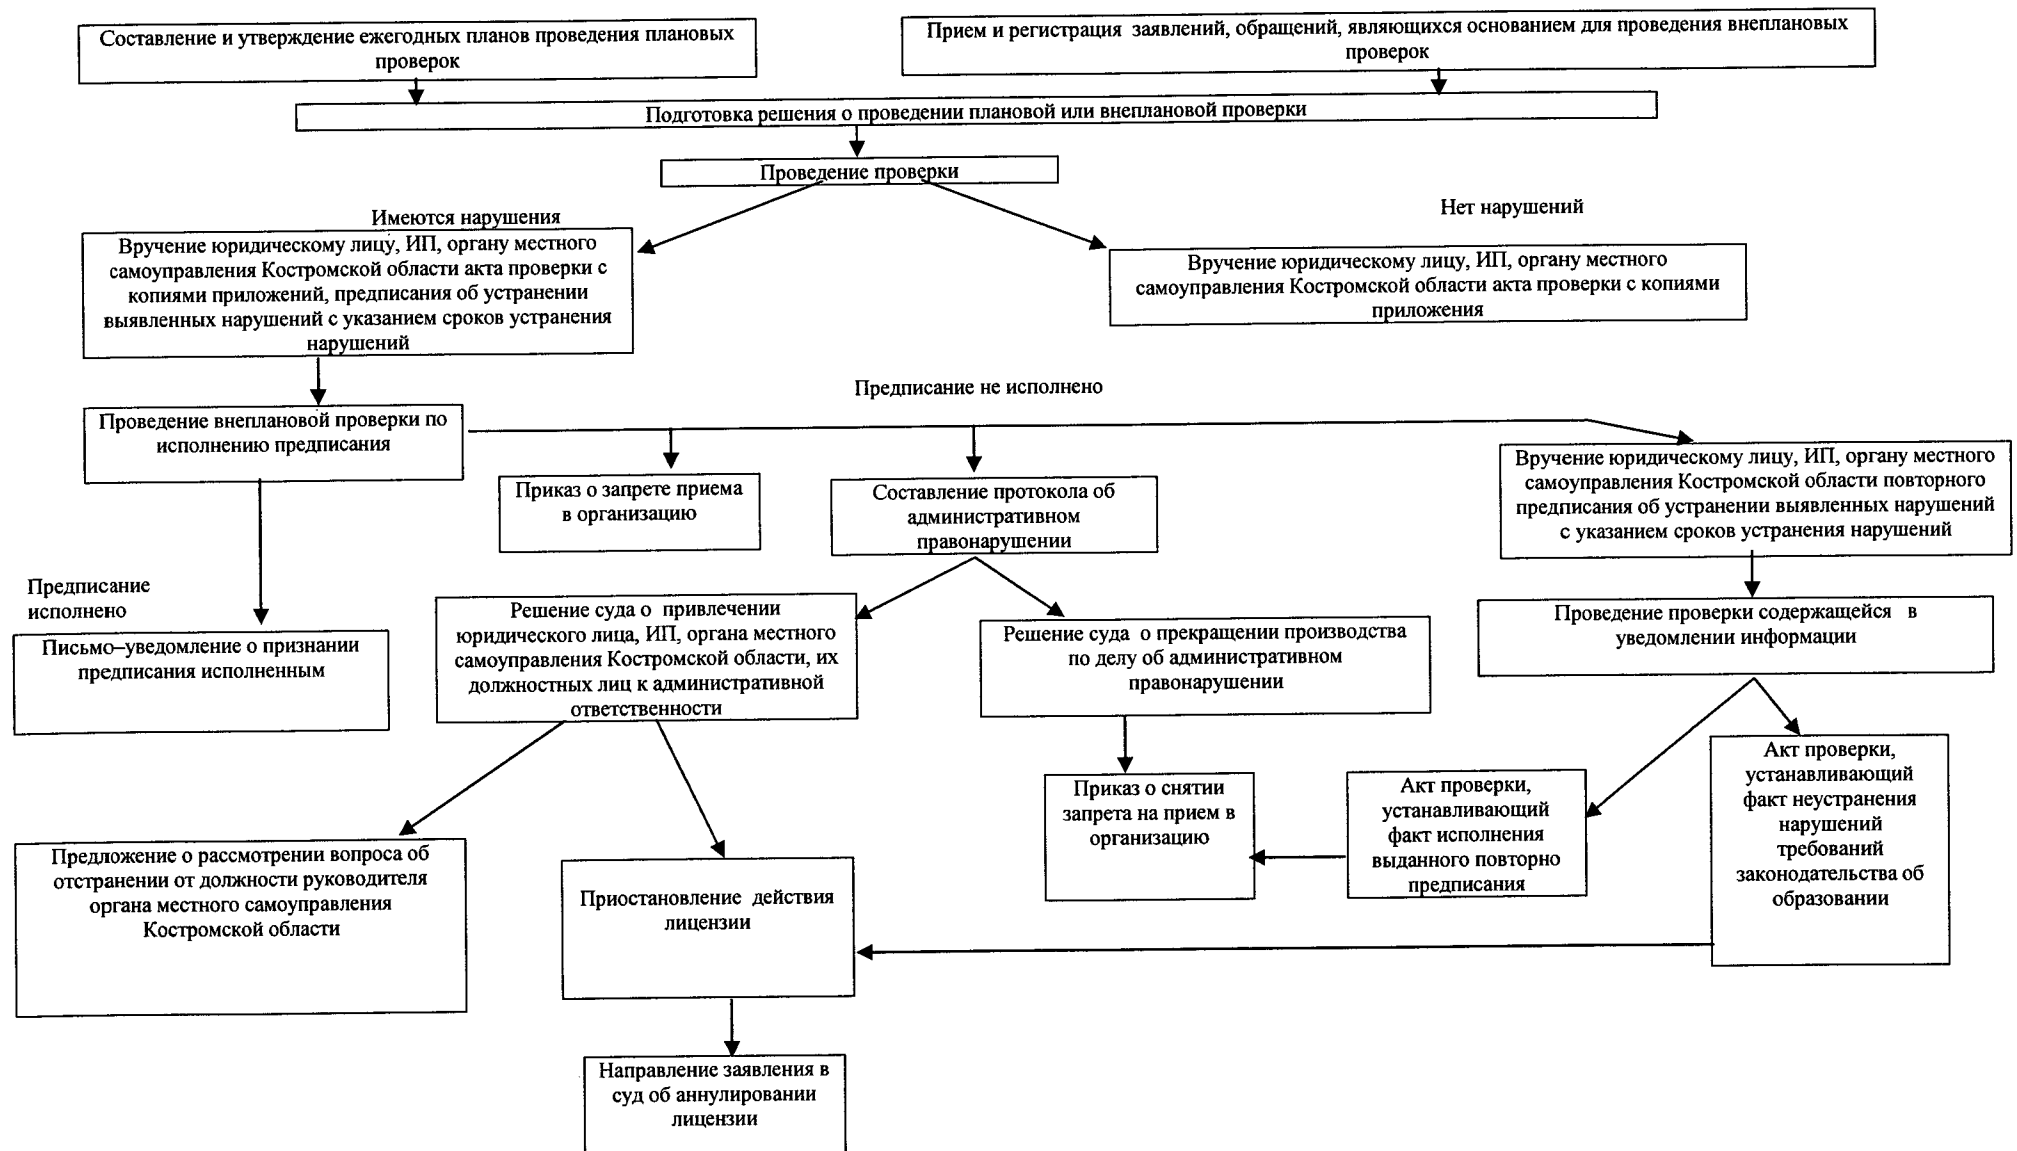 Составление и утверждение ежегодных планов проведения плановых
проверок
Прием и регистрация заявлений, обращений, являющихся основанием для проведения внеплановых
проверок
Подготовка решения о проведении плановой или внеплановой проверки
Проведение проверки
Имеются нарушения
Нет нарушений
Вручение юридическому лицу, ИП, органу местного
самоуправления Костромской области акта проверки с
копиями приложений, предписания об устранении
выявленных нарушений с указанием сроков устранения
нарушений
Вручение юридическому лицу, ИП, органу местного
самоуправления Костромской области акта проверки с копиями
приложения
Предписание не исполнено
Проведение внеплановой проверки по
исполнению предписания
Приказ о запрете приема
в организацию
Составление протокола об
административном
правонарушении
Вручение юридическому лицу, ИП, органу местного
самоуправления Костромской области повторного
предписания об устранении выявленных нарушений
с указанием сроков устранения нарушений
Предписание
исполнено
Письмо–уведомление о признании
предписания исполненным
Решение суда о привлечении
юридического лица, ИП, органа местного
самоуправления Костромской области, их
должностных лиц к административной
ответственности
Решение суда о прекращении производства
по делу об административном
правонарушении
Проведение проверки содержащейся в
уведомлении информации
Приказ о снятии
запрета на прием в
организацию
Акт проверки,
устанавливающий
факт исполнения
выданного повторно
предписания
Акт проверки,
устанавливающий
факт неустранения
нарушений
требований
законодательства об
образовании
Предложение о рассмотрении вопроса об
отстранении от должности руководителя
органа местного самоуправления
Костромской области
Приостановление действия
лицензии
Направление заявления в
суд об аннулировании
лицензии